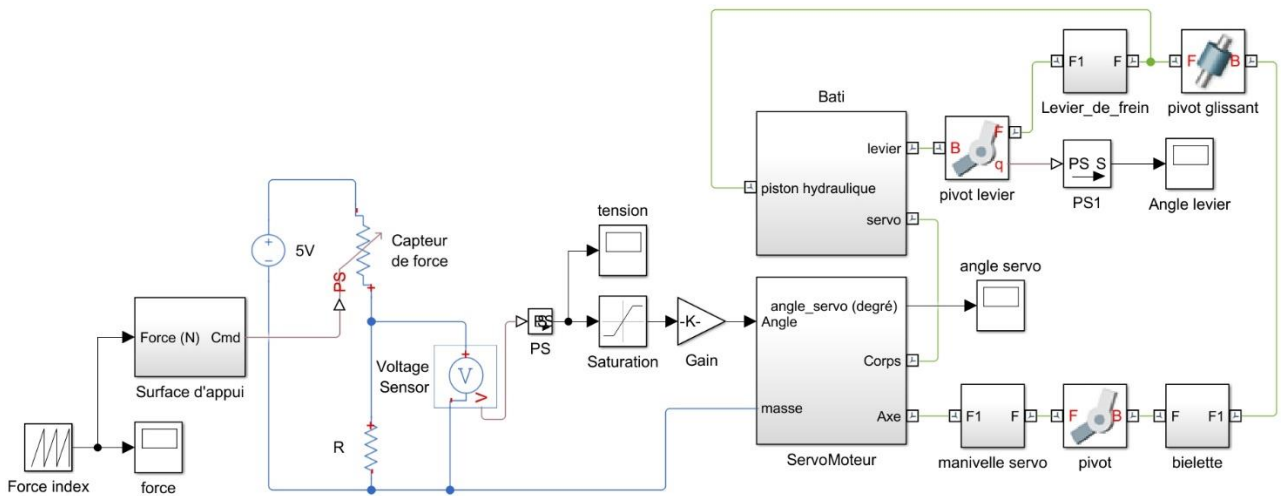 Bati
levier
piston hydraulique
servo
B
F
q
pivot levier
F1
F
Levier_de_frein
F
B
pivot glissant
PS S
PS1
Angle levier
5V
Capteur
de force
PS
+
-
tension
Force (N)
Cmd
Surface d'appui
Force index
force
R
Voltage
Sensor
V
V
PS
Saturation
-K-
Gain
angle_servo (degré)
Angle
Corps
masse
Axe
ServoMoteur
angle servo
F1
F
manivelle servo
F
B
pivot
F
F1
bielette